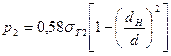 p₂ = 0,58σ_{T2}[1 − (d_H/d)²]